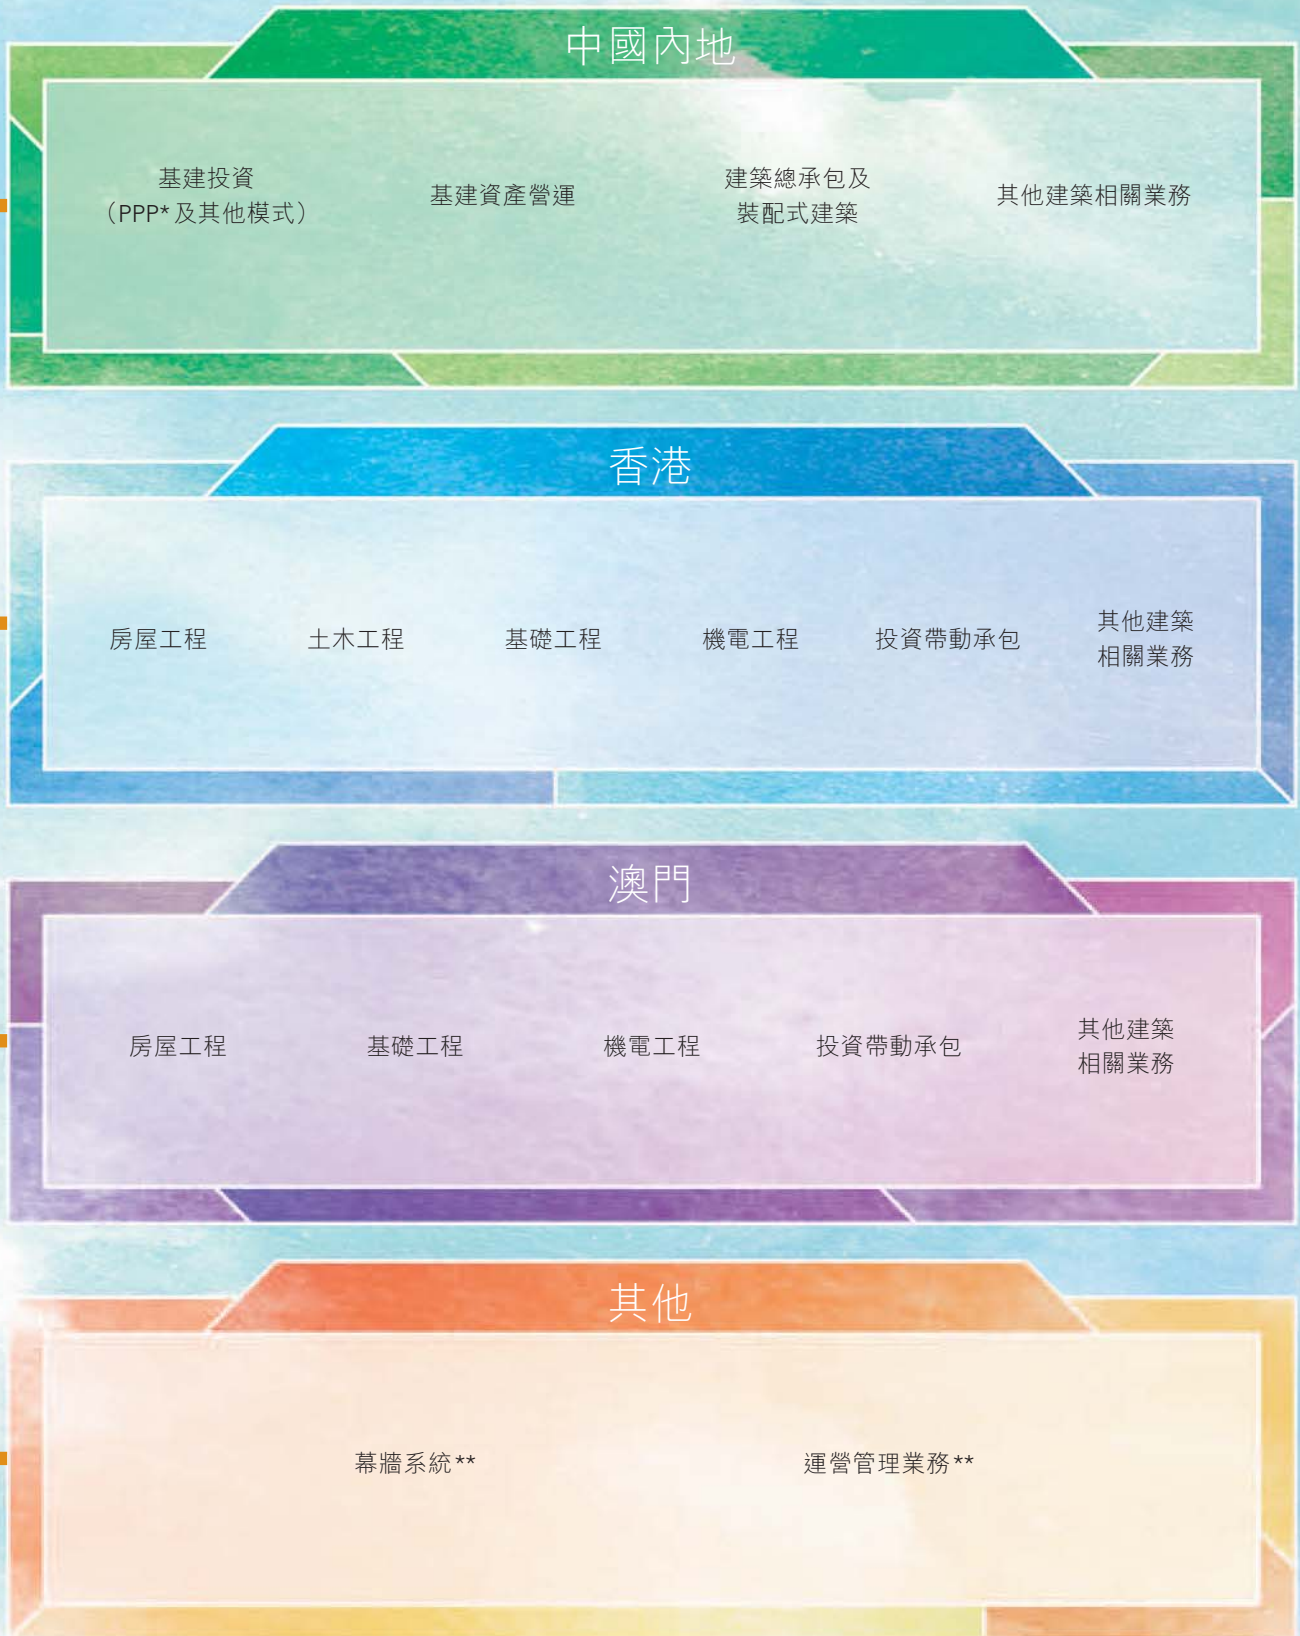 中國內地
基建投資
（PPP*及其他模式）
基建資產營運
建築總承包及
裝配式建築
其他建築相關業務
香港
房屋工程
土木工程
基礎工程
機電工程
投資帶動承包
其他建築
相關業務
澳門
房屋工程
基礎工程
機電工程
投資帶動承包
其他建築
相關業務
其他
幕牆系統**
運營管理業務**